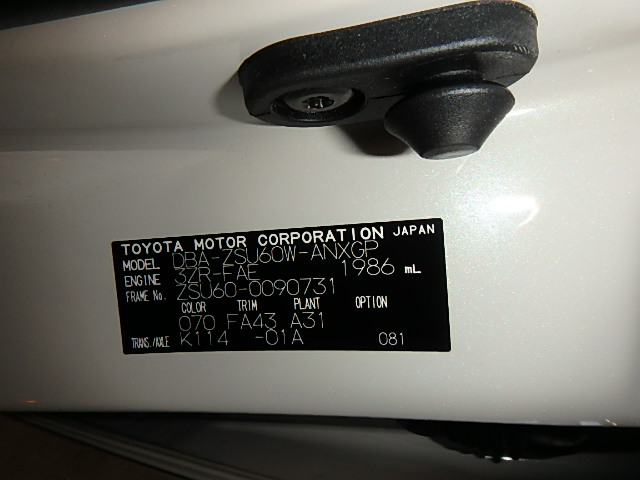 TOYOTA MOTOR CORPORATION JAPAN
MODEL DBA-ZSU60W-ANXGP
ENGINE 3ZR-FAE 1986 mL
FRAME No. ZSU60-0090731
COLOR TRIM PLANT OPTION
070 FA43 A31
TRANS./AXLE K114 -01A 081